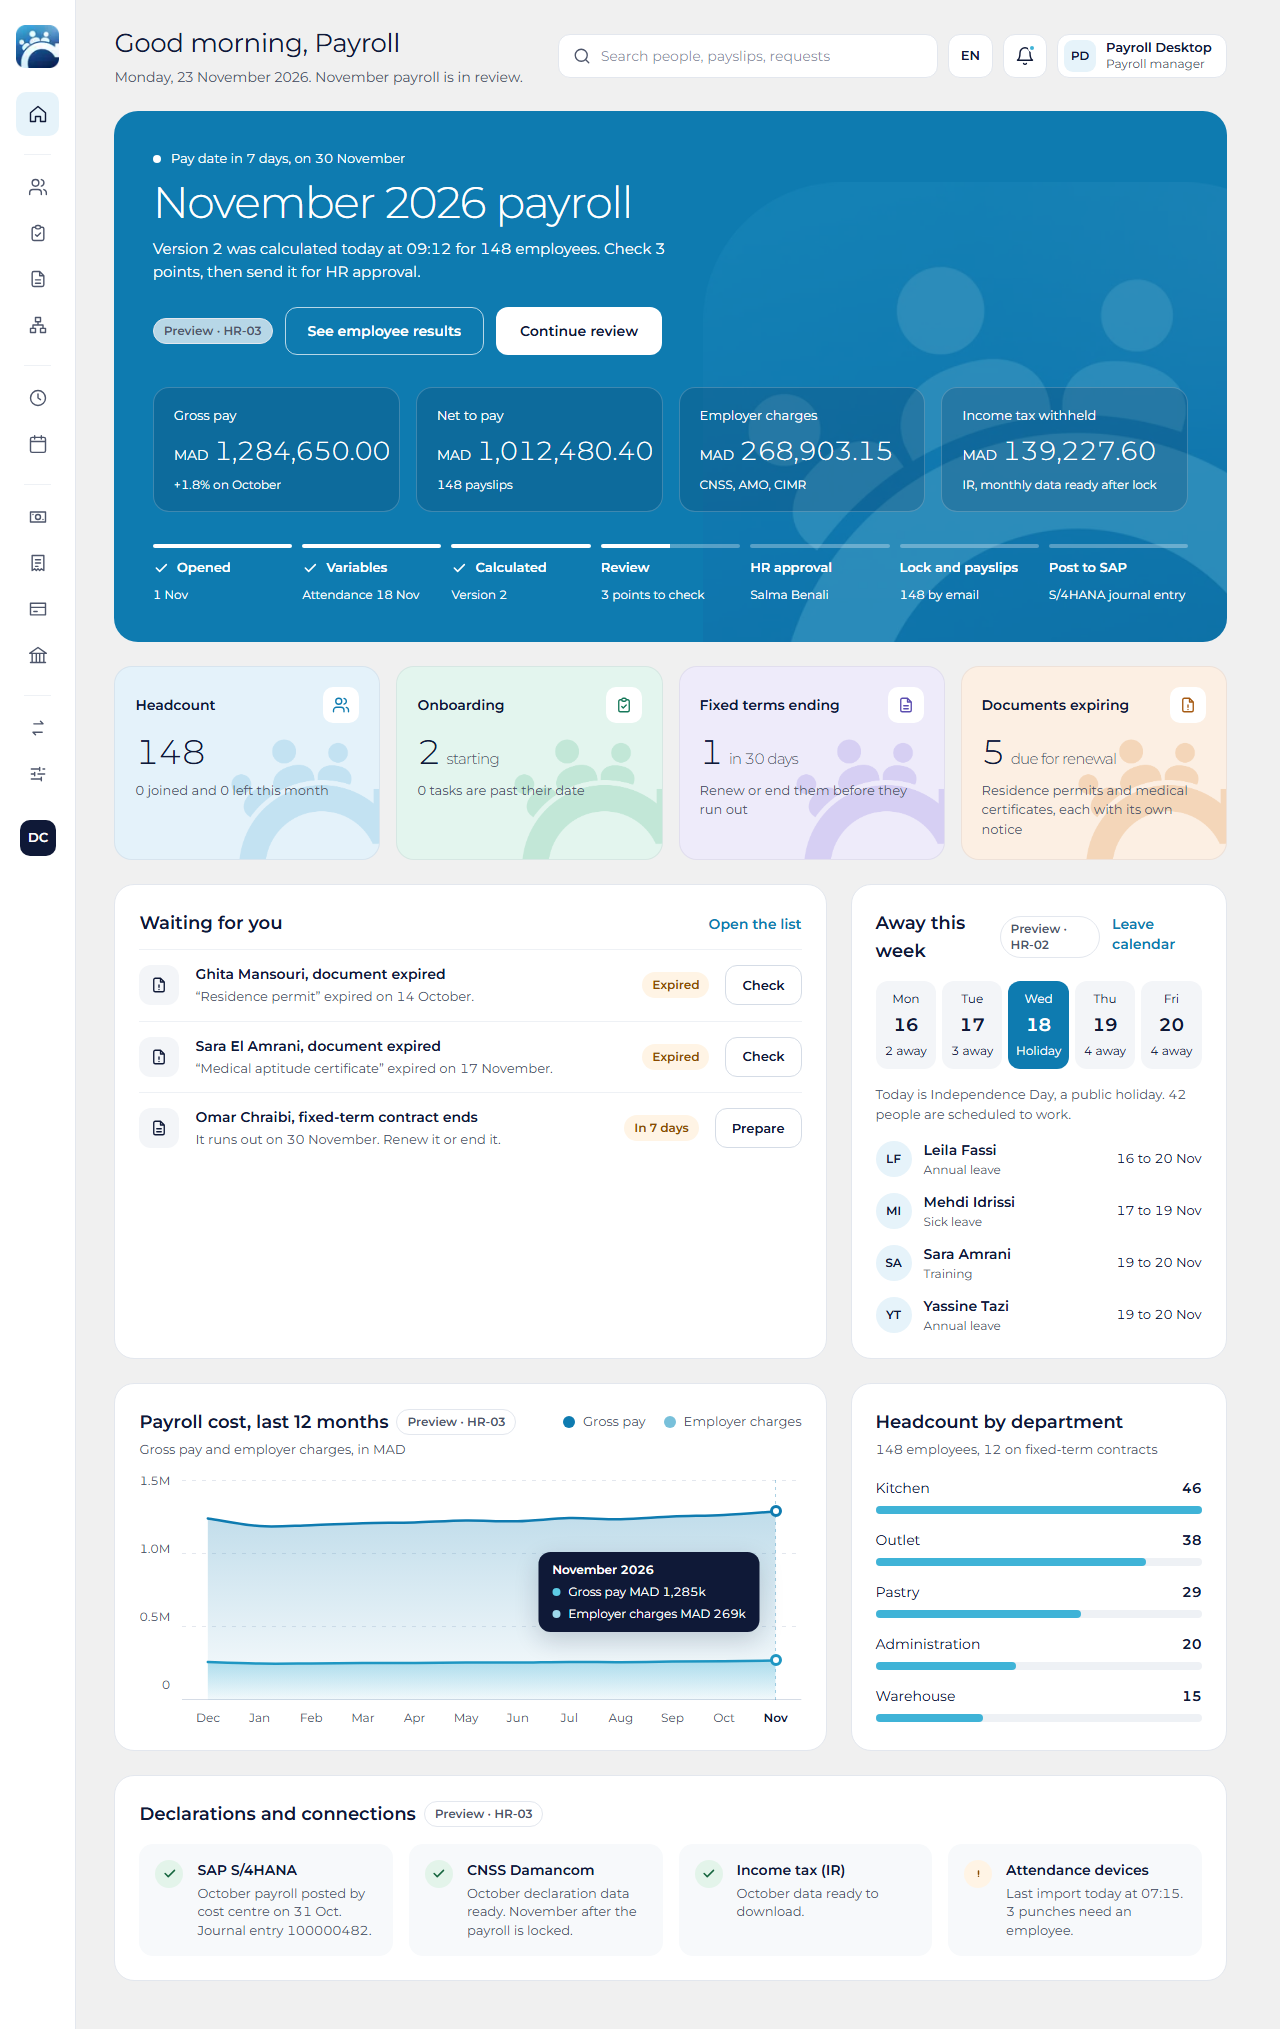 Good morning, Payroll
Monday, 23 November 2026. November payroll is in review.
Search people, payslips, requests
EN
PD
Payroll Desktop
Payroll manager
Pay date in 7 days, on 30 November
November 2026 payroll
Version 2 was calculated today at 09:12 for 148 employees. Check 3
points, then send it for HR approval.
Preview · HR-03
See employee results
Continue review
Gross pay
MAD 1,284,650.00
+1.8% on October
Net to pay
MAD 1,012,480.40
148 payslips
Employer charges
MAD 268,903.15
CNSS, AMO, CIMR
Income tax withheld
MAD 139,227.60
IR, monthly data ready after lock
Opened
1 Nov
Variables
Attendance 18 Nov
Calculated
Version 2
Review
3 points to check
HR approval
Salma Benali
Lock and payslips
148 by email
Post to SAP
S/4HANA journal entry
DC
Headcount
148
0 joined and 0 left this month
Onboarding
2 starting
0 tasks are past their date
Fixed terms ending
1 in 30 days
Renew or end them before they
run out
Documents expiring
5 due for renewal
Residence permits and medical
certificates, each with its own
notice
Waiting for you
Open the list
Ghita Mansouri, document expired
“Residence permit” expired on 14 October.
Expired
Check
Sara El Amrani, document expired
“Medical aptitude certificate” expired on 17 November.
Expired
Check
Omar Chraibi, fixed-term contract ends
It runs out on 30 November. Renew it or end it.
In 7 days
Prepare
Away this
week
Preview ·
HR-02
Leave
calendar
Mon
16
2 away
Tue
17
3 away
Wed
18
Holiday
Thu
19
4 away
Fri
20
4 away
Today is Independence Day, a public holiday. 42
people are scheduled to work.
LF
Leila Fassi
Annual leave
16 to 20 Nov
MI
Mehdi Idrissi
Sick leave
17 to 19 Nov
SA
Sara Amrani
Training
19 to 20 Nov
YT
Yassine Tazi
Annual leave
19 to 20 Nov
Payroll cost, last 12 months
Preview · HR-03
Gross pay
Employer charges
Gross pay and employer charges, in MAD
1.5M
1.0M
0.5M
0
November 2026
Gross pay MAD 1,285k
Employer charges MAD 269k
Dec Jan Feb Mar Apr May Jun Jul Aug Sep Oct Nov
Headcount by department
148 employees, 12 on fixed-term contracts
Kitchen 46
Outlet 38
Pastry 29
Administration 20
Warehouse 15
Declarations and connections
Preview · HR-03
SAP S/4HANA
October payroll posted by
cost centre on 31 Oct.
Journal entry 100000482.
CNSS Damancom
October declaration data
ready. November after the
payroll is locked.
Income tax (IR)
October data ready to
download.
Attendance devices
Last import today at 07:15.
3 punches need an
employee.